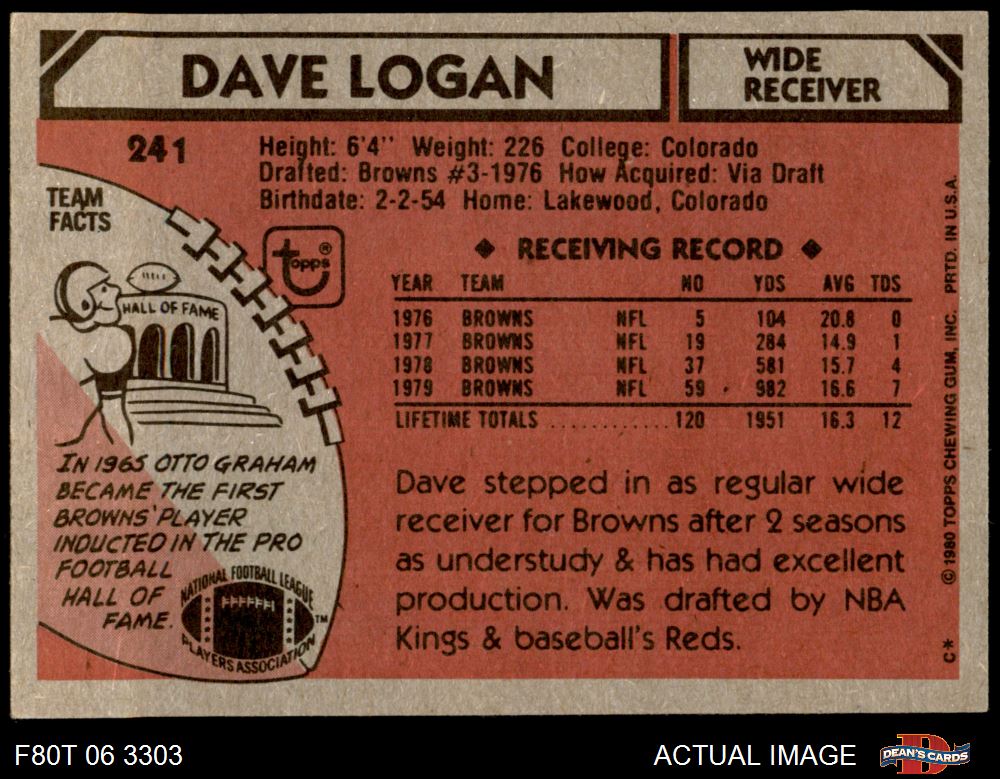 DAVE LOGAN
WIDE
RECEIVER
241
Height: 6'4" Weight: 226 College: Colorado
Drafted: Browns #3-1976 How Acquired: Via Draft
Birthdate: 2-2-54 Home: Lakewood, Colorado
TEAM
FACTS
topps®
HALL OF FAME
IN 1965 OTTO GRAHAM
BECAME THE FIRST
BROWNS' PLAYER
INDUCTED IN THE PRO
FOOTBALL
HALL OF
FAME.
NATIONAL FOOTBALL LEAGUE
PLAYERS ASSOCIATION
TM
◆ RECEIVING RECORD ◆
YEAR TEAM NO YDS AVG TDS
1976 BROWNS NFL 5 104 20.8 0
1977 BROWNS NFL 19 284 14.9 1
1978 BROWNS NFL 37 581 15.7 4
1979 BROWNS NFL 59 982 16.6 7
LIFETIME TOTALS ............ 120 1951 16.3 12
Dave stepped in as regular wide
receiver for Browns after 2 seasons
as understudy & has had excellent
production. Was drafted by NBA
Kings & baseball's Reds.
C* © 1980 TOPPS CHEWING GUM, INC. PRTD. IN U.S.A.
F80T 06 3303
ACTUAL IMAGE
D
DEAN'S CARDS